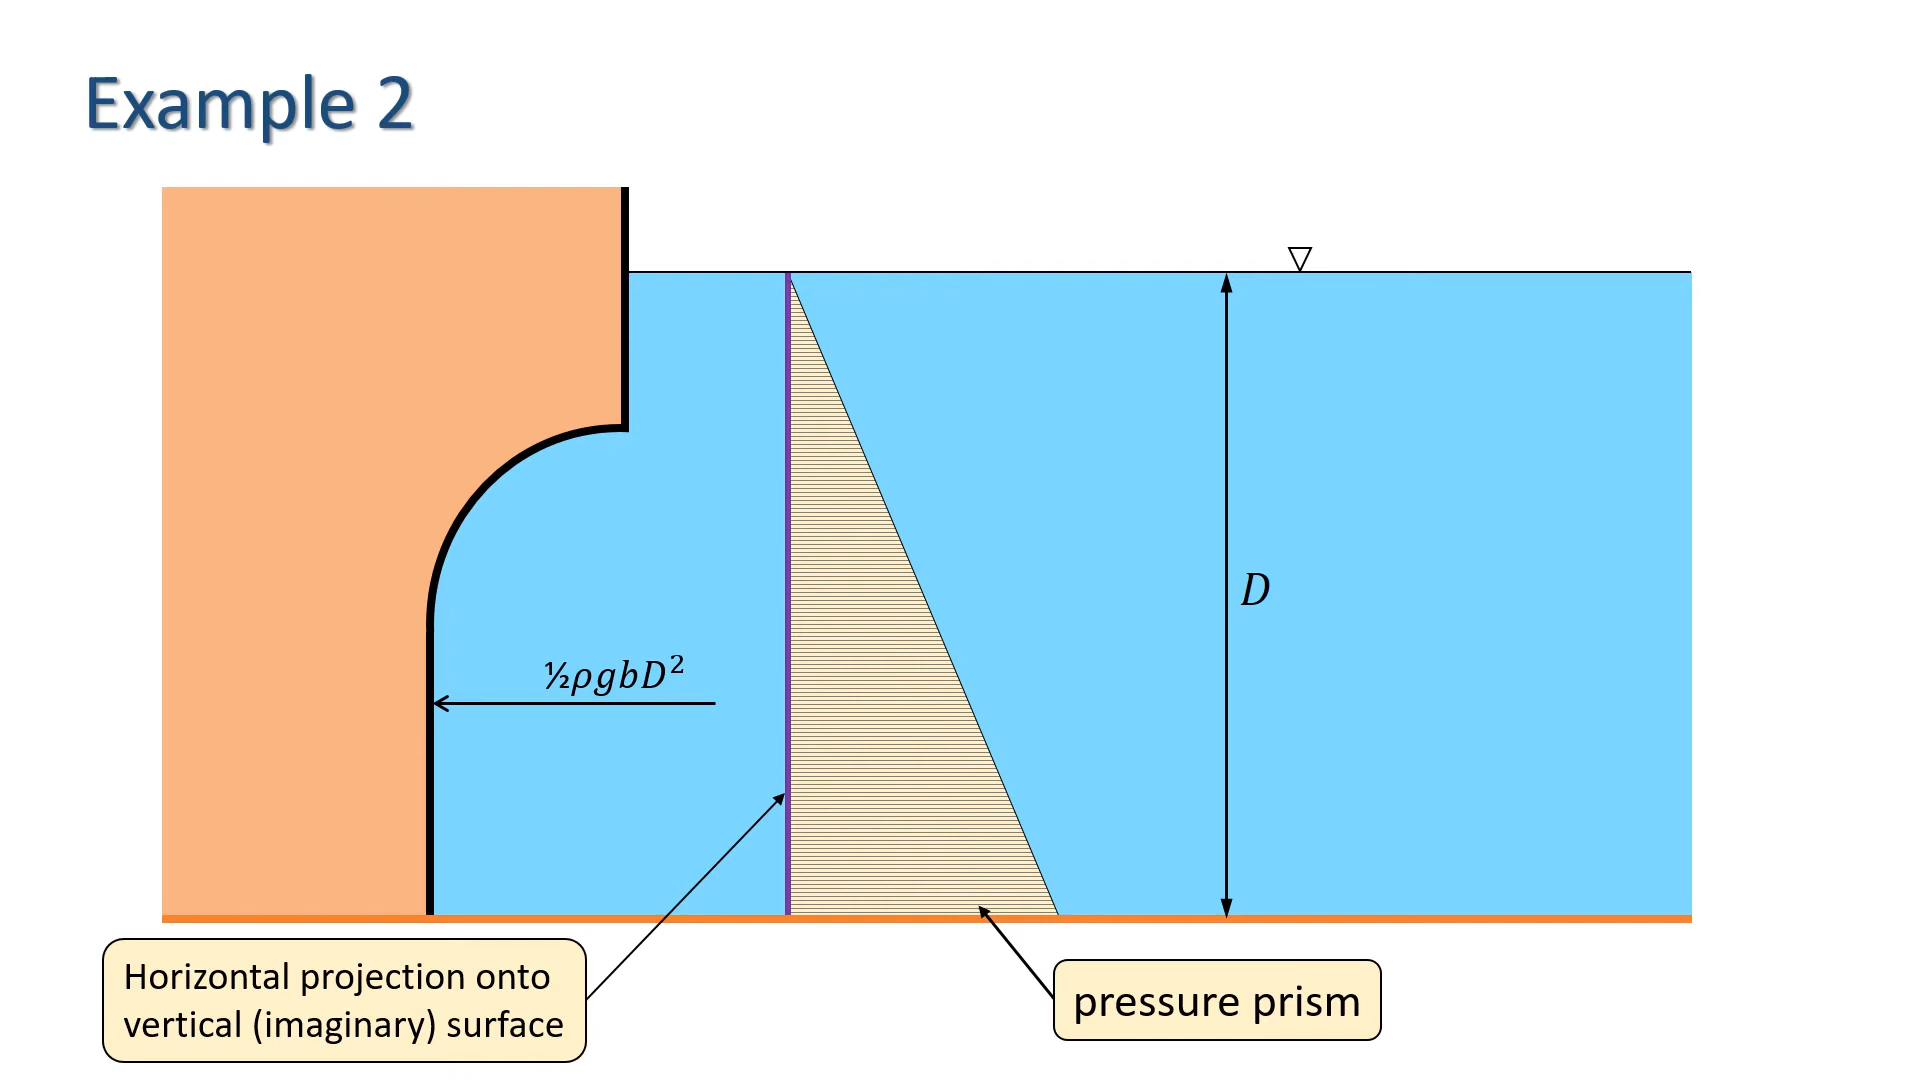 Example 2
D
½ρgbD²
Horizontal projection onto
vertical (imaginary) surface
pressure prism